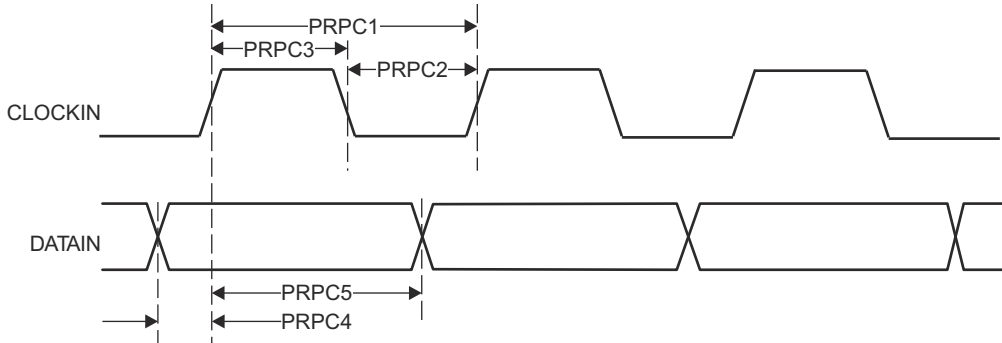 PRPC1
PRPC3
PRPC2
CLOCKIN
DATAIN
PRPC5
PRPC4